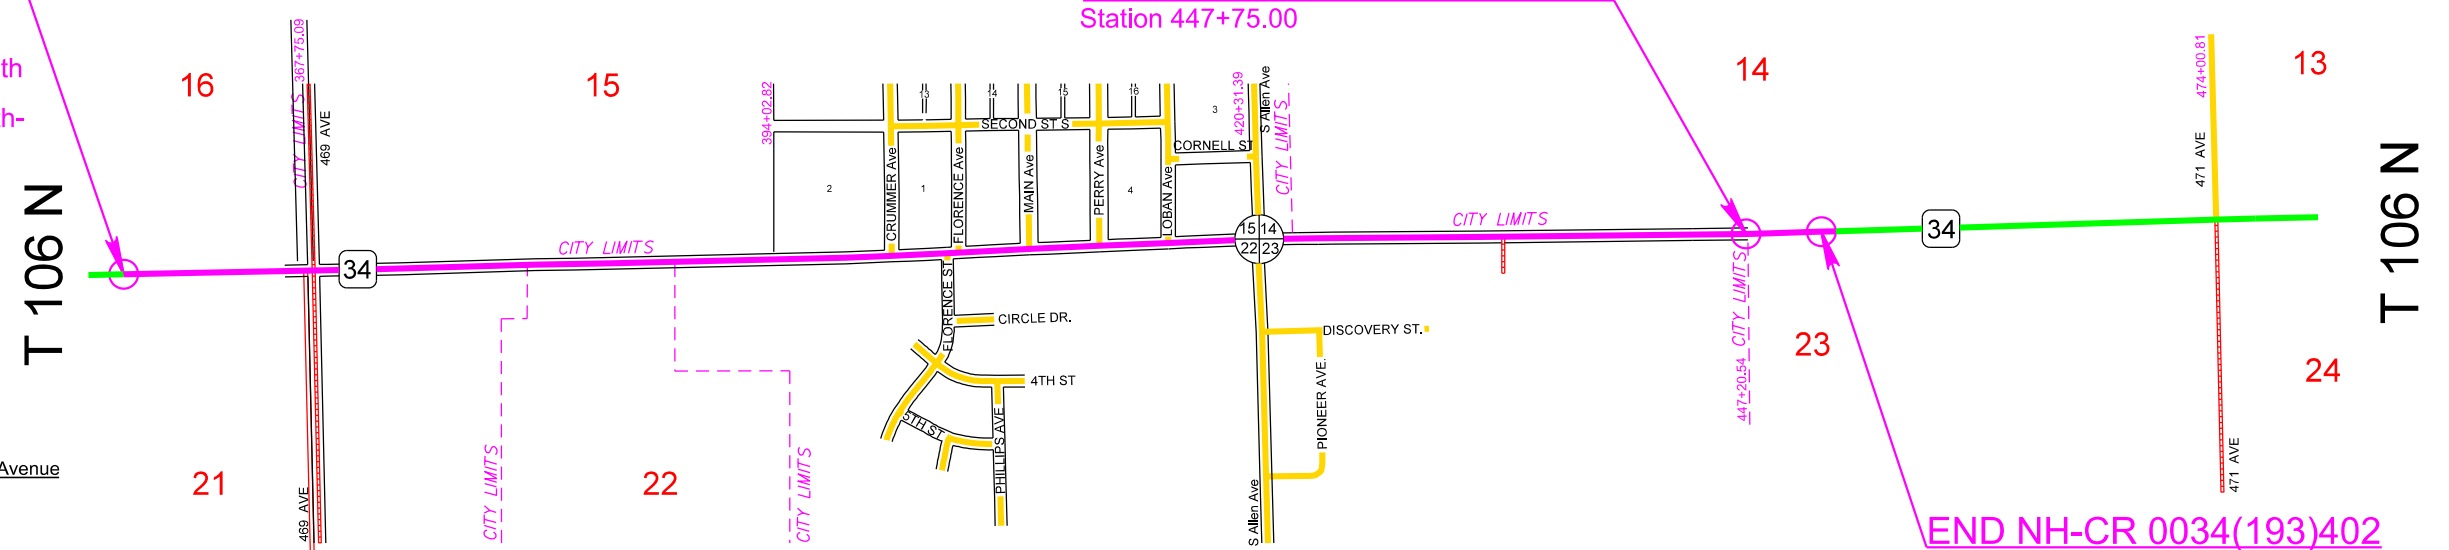 Station 447+75.00
th
th-
16
15
14
13
CITY LIMITS
367+75.09
469 AVE
394+02.82
13
14
15
16
3
SECOND ST S
420+31.39
S Allen Ave
CITY LIMITS
CORNELL ST
474+00.81
471 AVE
T 106 N
T 106 N
2
CRUMMER Ave
1
FLORENCE Ave
MAIN Ave
PERRY Ave
4
LOBAN Ave
CITY LIMITS
CITY LIMITS
15 14
22 23
34
34
FLORENCE ST
CIRCLE DR.
4TH ST
5TH ST
PHILLIPS AVE
DISCOVERY ST.
PIONEER AVE.
447+20.54
CITY LIMITS
23
24
Avenue
21
22
469 AVE
CITY LIMITS
CITY LIMITS
S Allen Ave
471 AVE
END NH-CR 0034(193)402